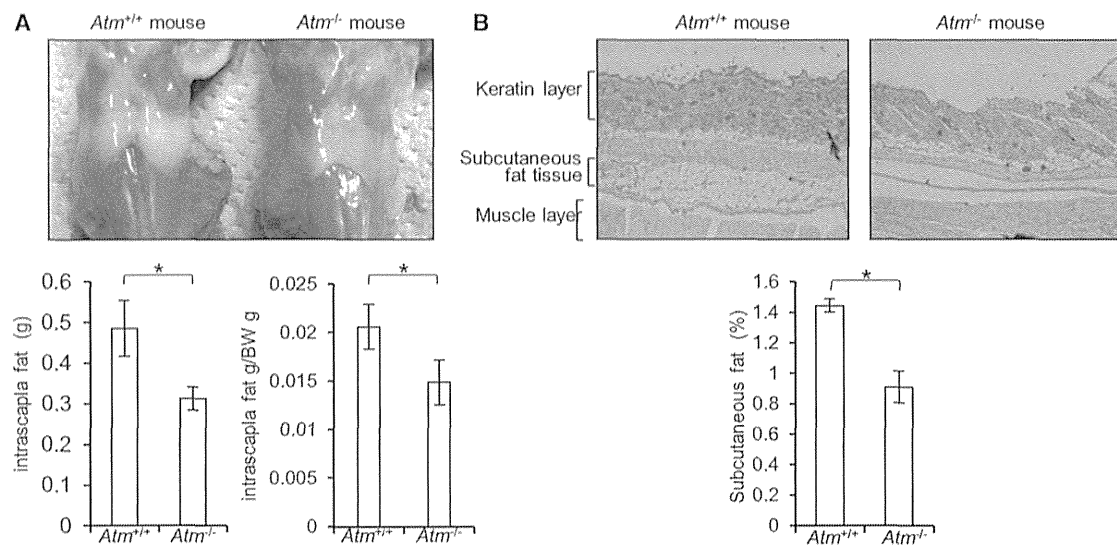 A
Atm+/+ mouse
Atm-/- mouse
B
Atm+/+ mouse
Atm-/- mouse
Keratin layer
Subcutaneous
fat tissue
Muscle layer
intrascapla fat (g)
0.6
0.5
0.4
0.3
0.2
0.1
0
*
Atm+/+
Atm-/-
intrascapla fat g/BW g
0.025
0.02
0.015
0.01
0.005
0
*
Atm+/+
Atm-/-
Subcutaneous fat (%)
1.6
1.4
1.2
1
0.8
0.6
0.4
0.2
0
*
Atm+/+
Atm-/-